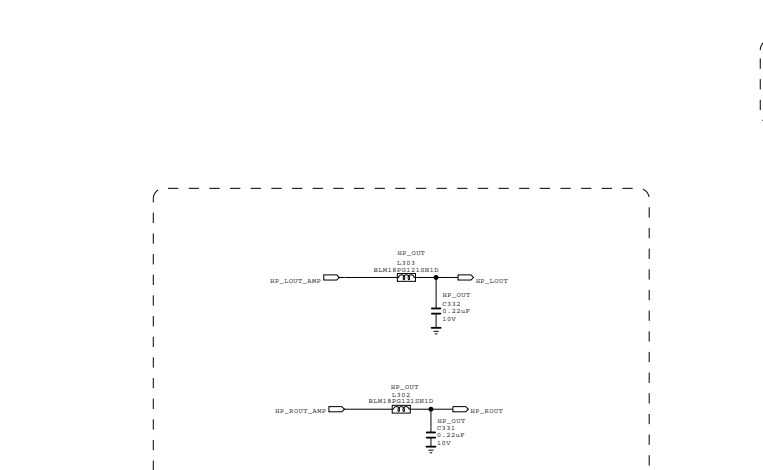 HP_OUT
L303
BLM18PG121SN1D
HP_LOUT_AMP
HP_LOUT
HP_OUT
C332
0.22uF
10V
HP_OUT
L302
BLM18PG121SN1D
HP_ROUT_AMP
HP_ROUT
HP_OUT
C331
0.22uF
10V